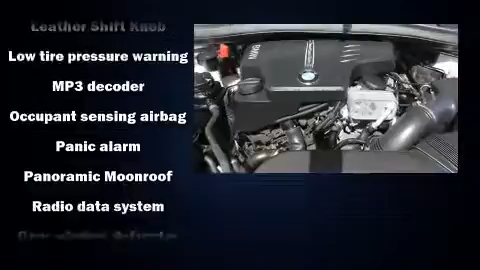 Leather Shift Knob
Low tire pressure warning
MP3 decoder
Occupant sensing airbag
Panic alarm
Panoramic Moonroof
Radio data system